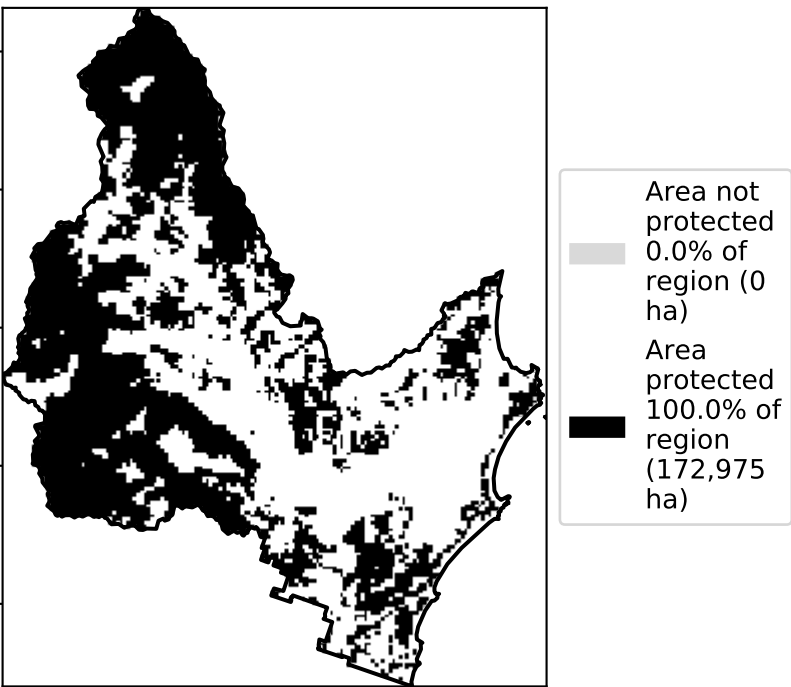 Area not
protected
0.0% of
region (0
ha)
Area
protected
100.0% of
region
(172,975
ha)